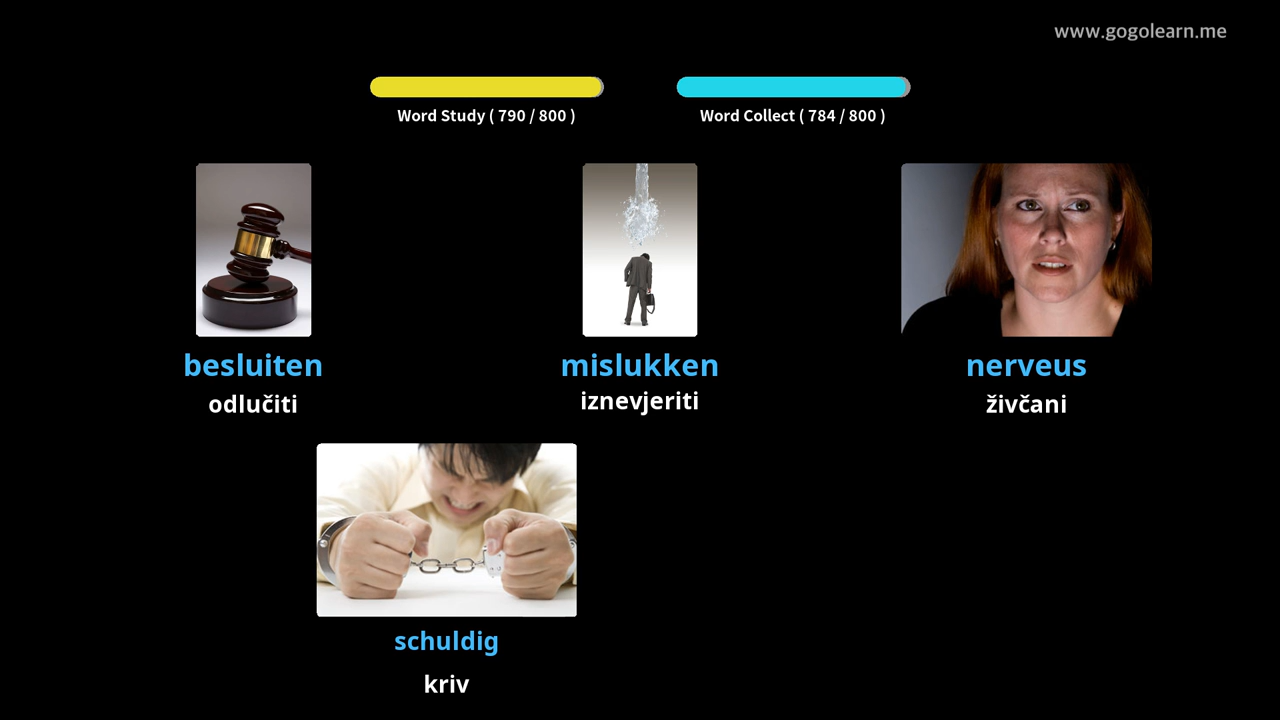 www.gogolearn.me
Word Study ( 790 / 800 )
Word Collect ( 784 / 800 )
besluiten
odlučiti
mislukken
iznevjeriti
nerveus
živčani
schuldig
kriv